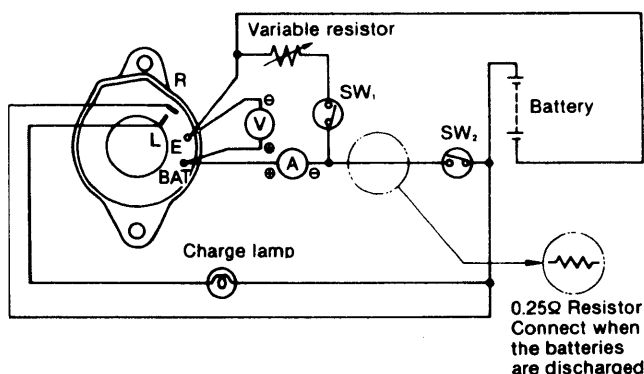 Variable resistor
R
SW1
L
E
⊖
V
⊕
Battery
SW2
BAT
⊕
A
⊖
Charge lamp
0.25Ω Resistor
Connect when
the batteries
are discharged